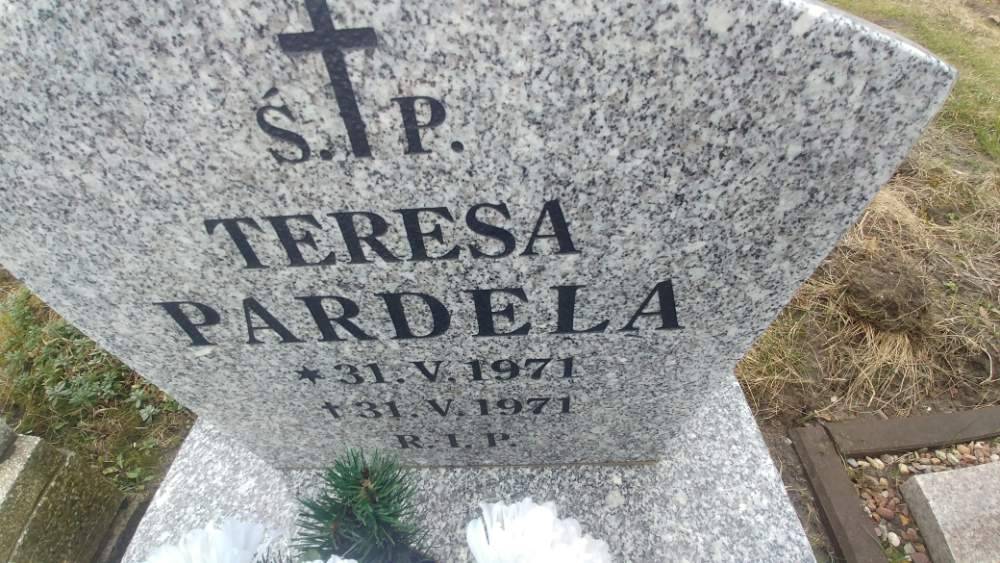 Ś. P.
TERESA
PARDELA
* 31. V. 1971
† 31. V. 1971
R. I. P.